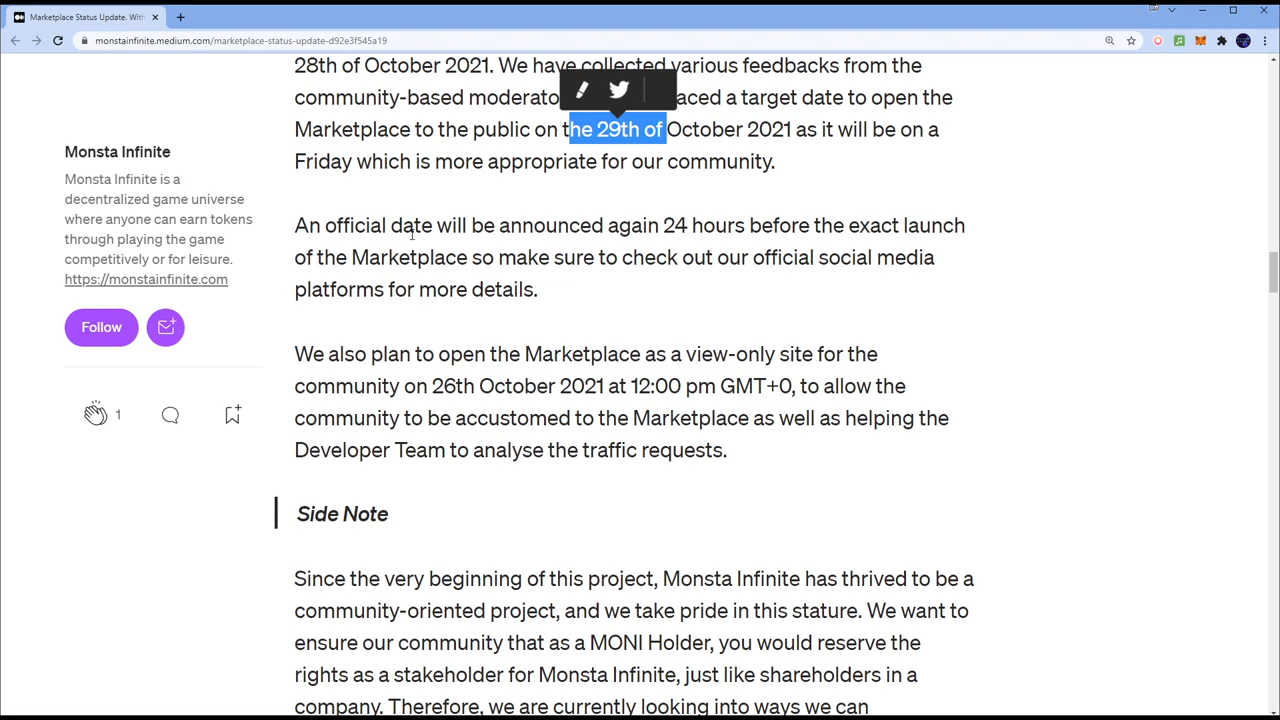 Marketplace Status Update. With
monstainfinite.medium.com/marketplace-status-update-d92e3f545a19
Monsta Infinite
Monsta Infinite is a
decentralized game universe
where anyone can earn tokens
through playing the game
competitively or for leisure.
https://monstainfinite.com
Follow
1
28th of October 2021. We have collected various feedbacks from the
community-based moderato aced a target date to open the
Marketplace to the public on the 29th of October 2021 as it will be on a
Friday which is more appropriate for our community.
An official date will be announced again 24 hours before the exact launch
of the Marketplace so make sure to check out our official social media
platforms for more details.
We also plan to open the Marketplace as a view-only site for the
community on 26th October 2021 at 12:00 pm GMT+0, to allow the
community to be accustomed to the Marketplace as well as helping the
Developer Team to analyse the traffic requests.
Side Note
Since the very beginning of this project, Monsta Infinite has thrived to be a
community-oriented project, and we take pride in this stature. We want to
ensure our community that as a MONI Holder, you would reserve the
rights as a stakeholder for Monsta Infinite, just like shareholders in a
company. Therefore, we are currently looking into ways we can